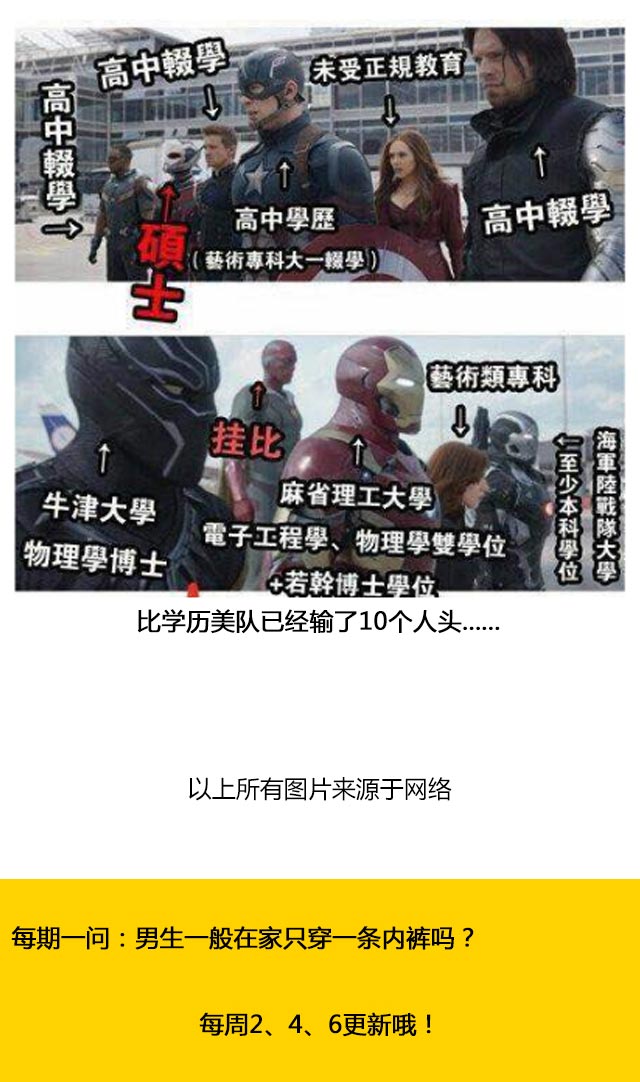 高中輟學
高中輟學
未受正規教育
碩士
高中學歷
(藝術專科大一輟學)
高中輟學
藝術類專科
挂比
牛津大學
物理學博士
麻省理工大學
電子工程學、物理學雙學位
+若幹博士學位
海軍陸戰隊大學
至少本科學位
比学历美队已经输了10个人头......
以上所有图片来源于网络
每期一问：男生一般在家只穿一条内裤吗？
每周2、4、6更新哦！